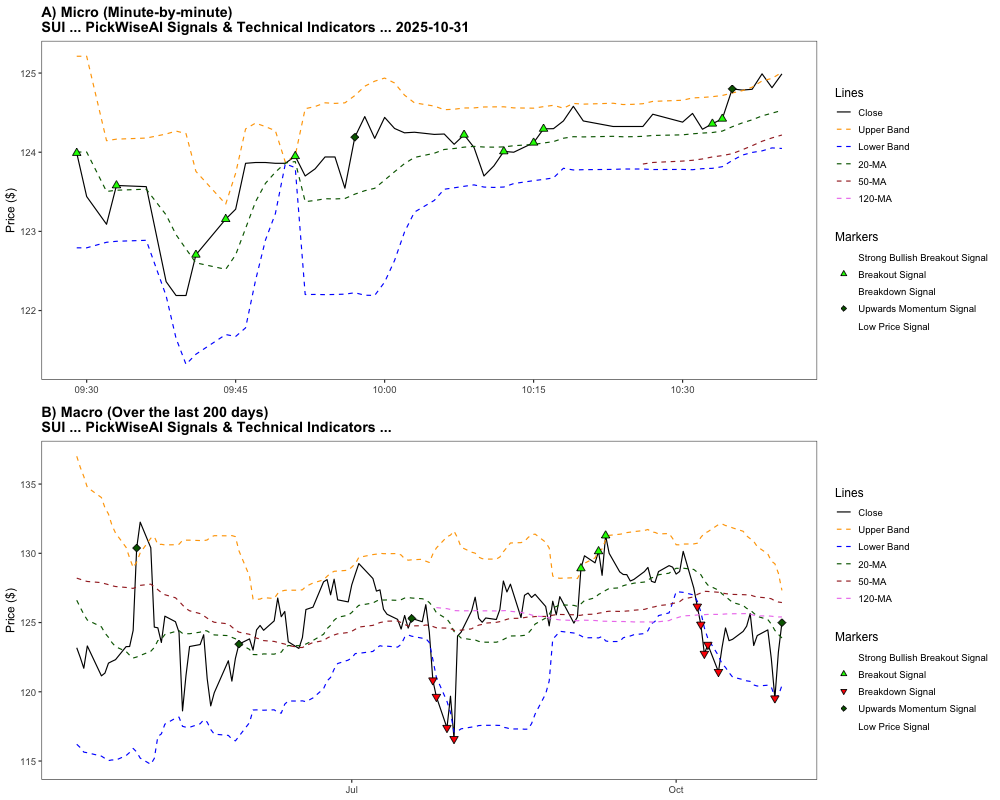 A) Micro (Minute-by-minute)
SUI ... PickWiseAI Signals & Technical Indicators ... 2025-10-31
Price ($)
125
124
123
122
09:30
09:45
10:00
10:15
10:30
Lines
Close
Upper Band
Lower Band
20-MA
50-MA
120-MA
Markers
Strong Bullish Breakout Signal
Breakout Signal
Breakdown Signal
Upwards Momentum Signal
Low Price Signal
B) Macro (Over the last 200 days)
SUI ... PickWiseAI Signals & Technical Indicators ...
Price ($)
135
130
125
120
115
Jul
Oct
Lines
Close
Upper Band
Lower Band
20-MA
50-MA
120-MA
Markers
Strong Bullish Breakout Signal
Breakout Signal
Breakdown Signal
Upwards Momentum Signal
Low Price Signal